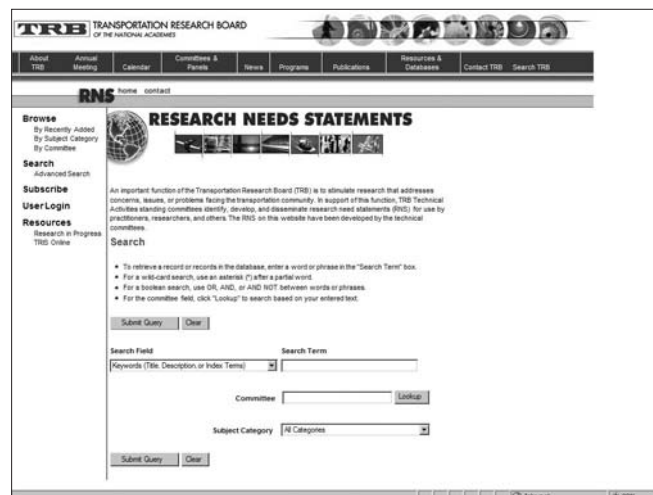 TRB TRANSPORTATION RESEARCH BOARD
OF THE NATIONAL ACADEMIES
About TRB
Annual Meeting
Calendar
Committees & Panels
News
Programs
Publications
Resources & Databases
Contact TRB
Search TRB
RNS home contact
Browse
By Recently Added
By Subject Category
By Committee
Search
Advanced Search
Subscribe
User Login
Resources
Research in Progress
TRIS Online
RESEARCH NEEDS STATEMENTS
An important function of the Transportation Research Board (TRB) is to stimulate research that addresses
concerns, issues, or problems facing the transportation community. In support of this function, TRB Technical
Activities standing committees identify, develop, and disseminate research need statements (RNS) for use by
practitioners, researchers, and others. The RNS on this website have been developed by the technical
committees.
Search
• To retrieve a record or records in the database, enter a word or phrase in the "Search Term" box.
• For a wild-card search, use an asterisk (*) after a partial word.
• For a boolean search, use OR, AND, or AND NOT between words or phrases.
• For the committee field, click "Lookup" to search based on your entered text.
Submit Query Clear
Search Field Search Term
Keywords (Title, Description, or Index Terms)
Committee Lookup
Subject Category All Categories
Submit Query Clear